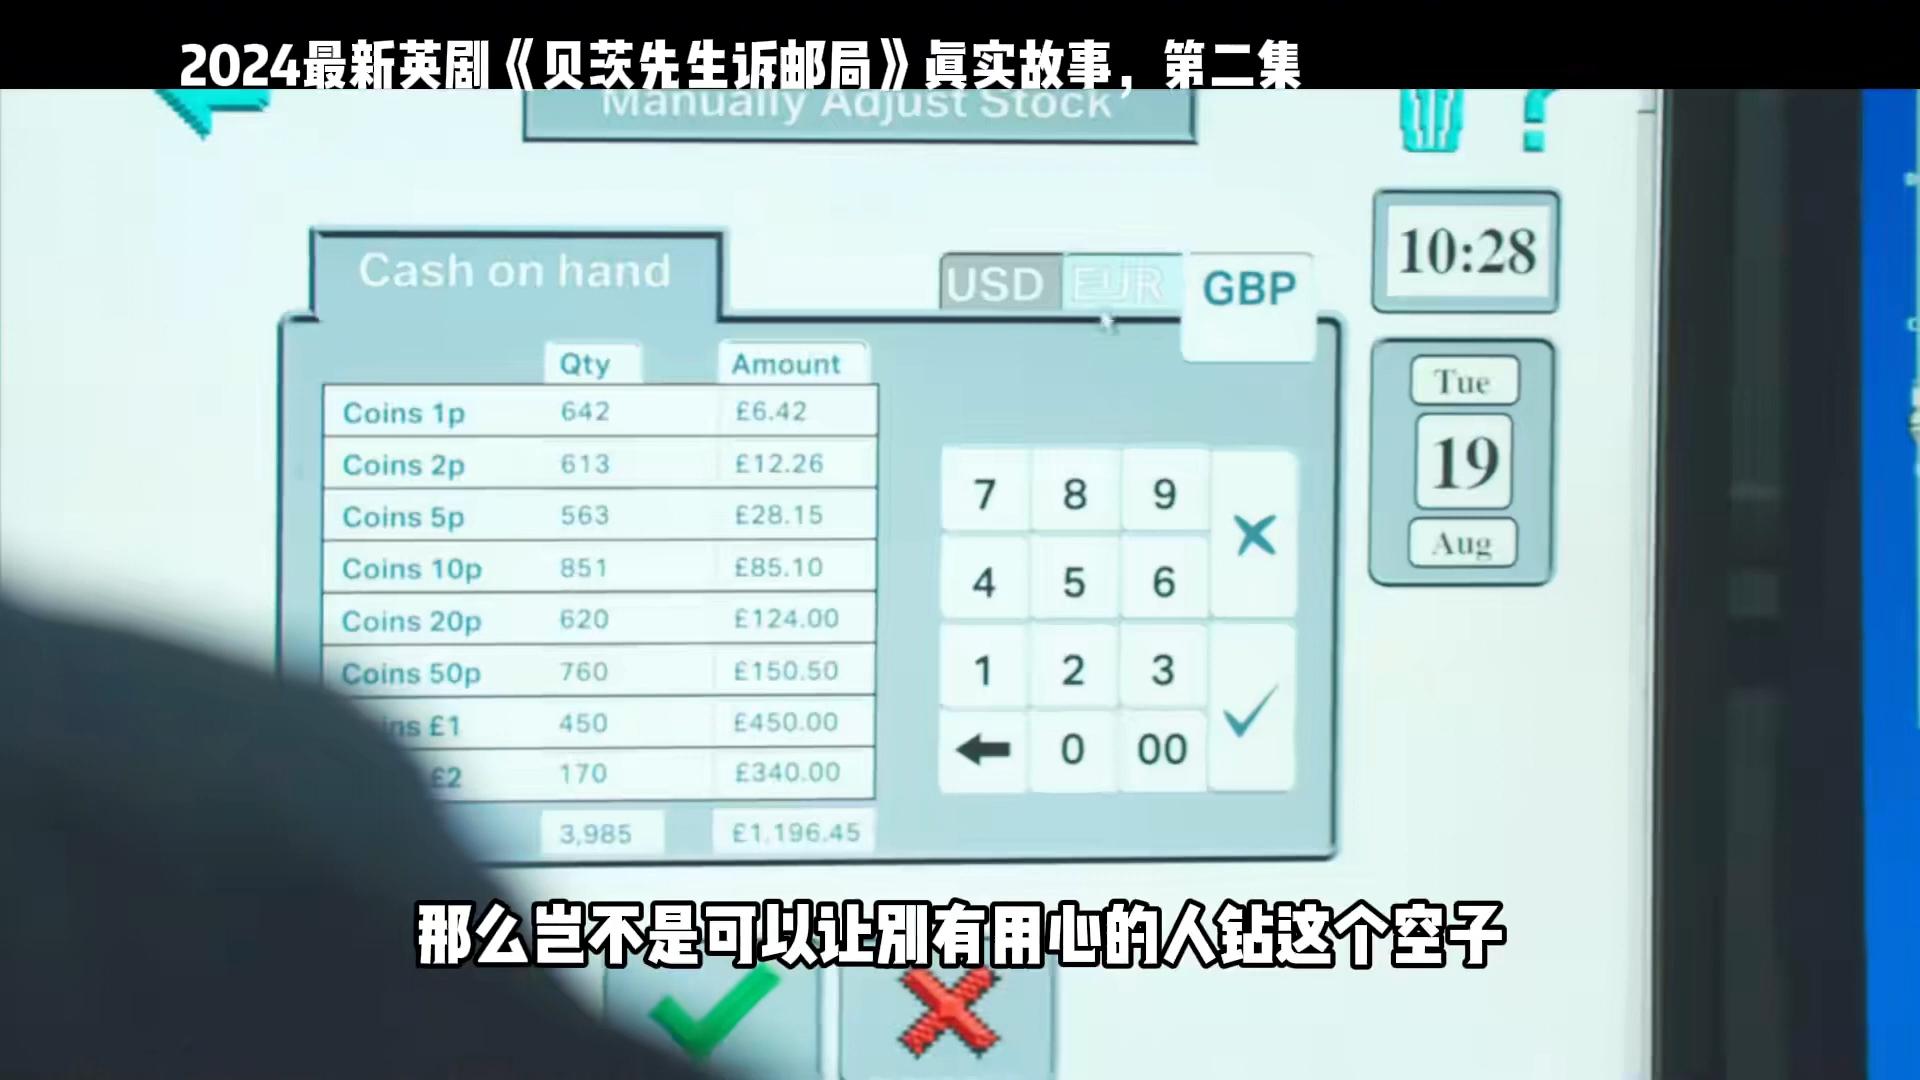 2024最新英剧《贝茨先生诉邮局》真实故事，第二集
Manually Adjust Stock
?
Cash on hand
USD EUR GBP
10:28
Tue
19
Aug
Qty Amount
Coins 1p 642 £6.42
Coins 2p 613 £12.26
Coins 5p 563 £28.15
Coins 10p 851 £85.10
Coins 20p 620 £124.00
Coins 50p 760 £150.50
ins £1 450 £450.00
£2 170 £340.00
3,985 £1,196.45
7 8 9
4 5 6
1 2 3
0 00
那么岂不是可以让别有用心的人钻这个空子